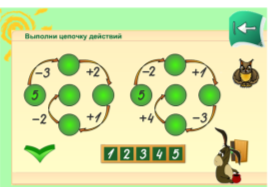 Выполни цепочку действий
-3 +2 -2 +1
5 5
-2 +1 +4 -3
1 2 3 4 5